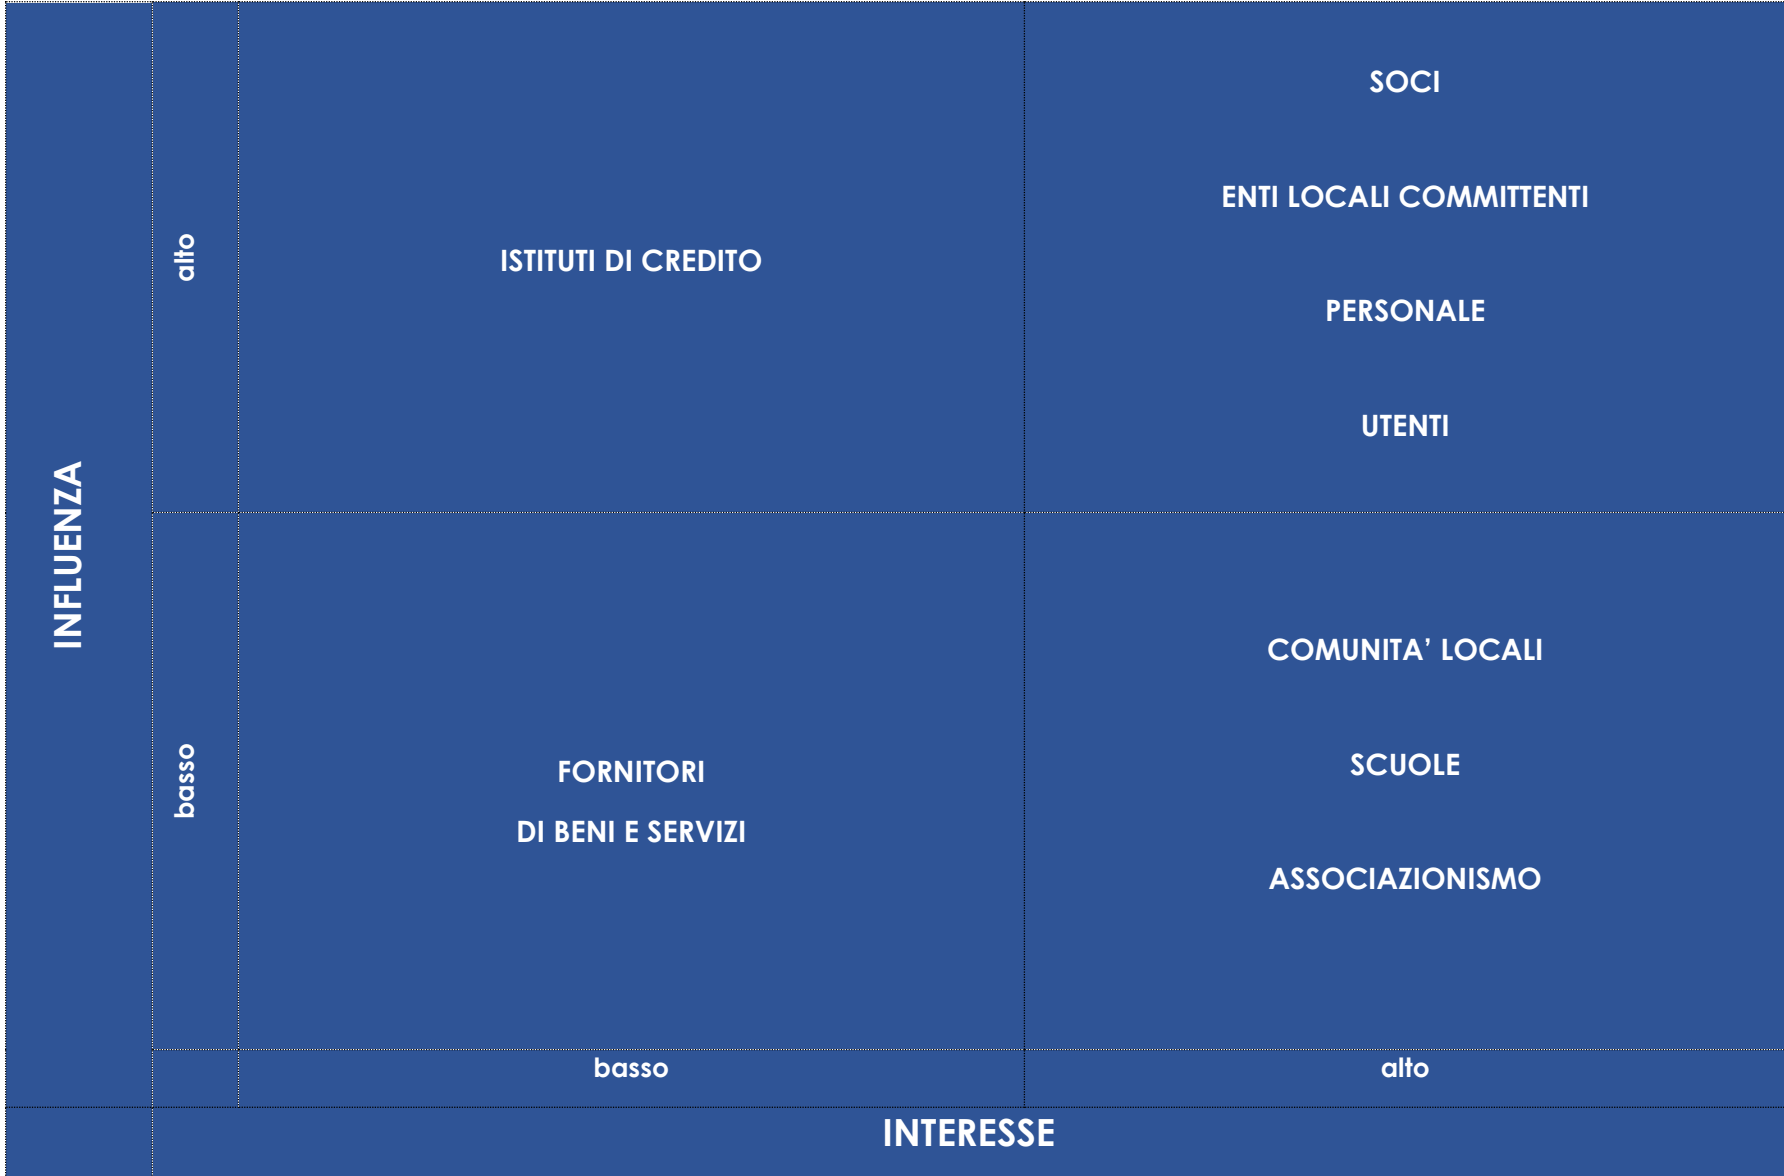 INFLUENZA
alto
ISTITUTI DI CREDITO
SOCI
ENTI LOCALI COMMITTENTI
PERSONALE
UTENTI
basso
FORNITORI
DI BENI E SERVIZI
COMUNITA’ LOCALI
SCUOLE
ASSOCIAZIONISMO
basso
alto
INTERESSE